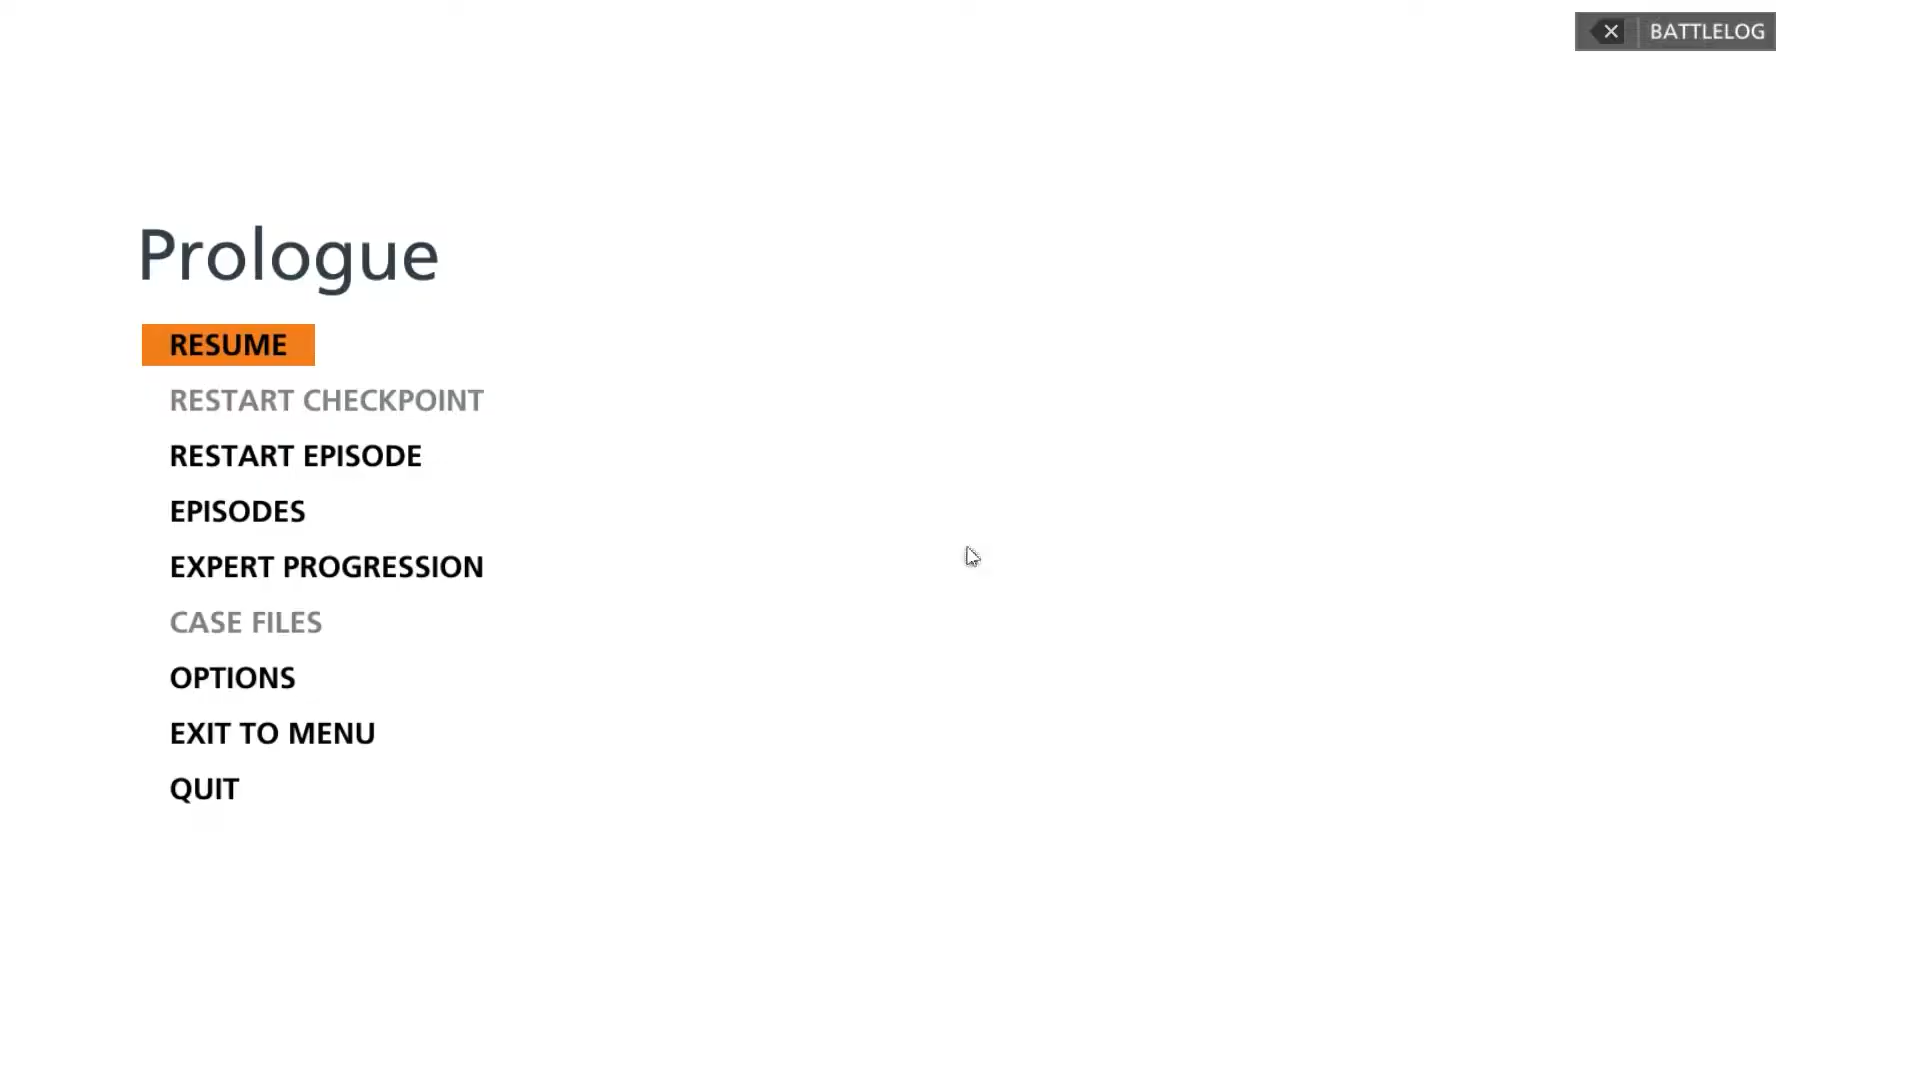 BATTLELOG
Prologue
RESUME
RESTART CHECKPOINT
RESTART EPISODE
EPISODES
EXPERT PROGRESSION
CASE FILES
OPTIONS
EXIT TO MENU
QUIT